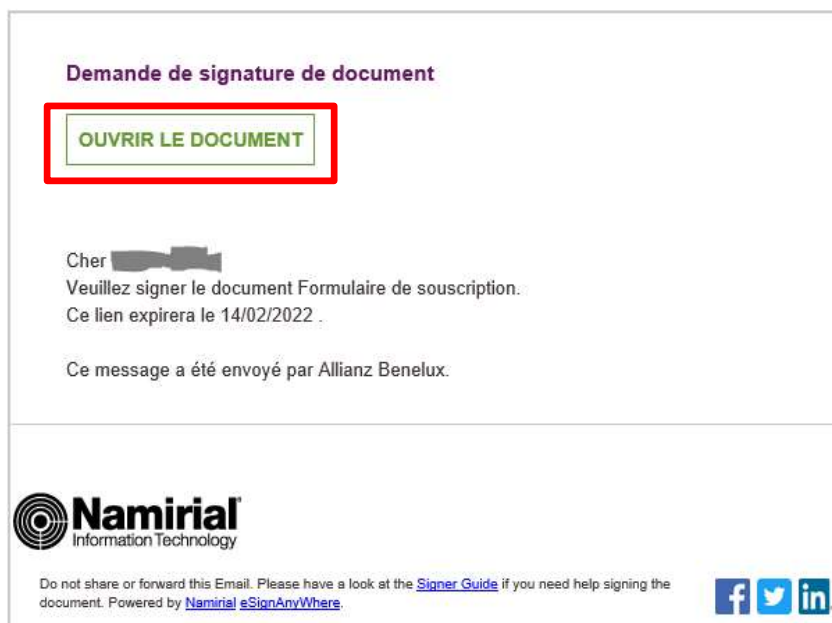 Demande de signature de document
OUVRIR LE DOCUMENT
Cher
Veuillez signer le document Formulaire de souscription.
Ce lien expirera le 14/02/2022 .
Ce message a été envoyé par Allianz Benelux.
Namirial
Information Technology
Do not share or forward this Email. Please have a look at the Signer Guide if you need help signing the
document. Powered by Namirial eSignAnyWhere.
f in